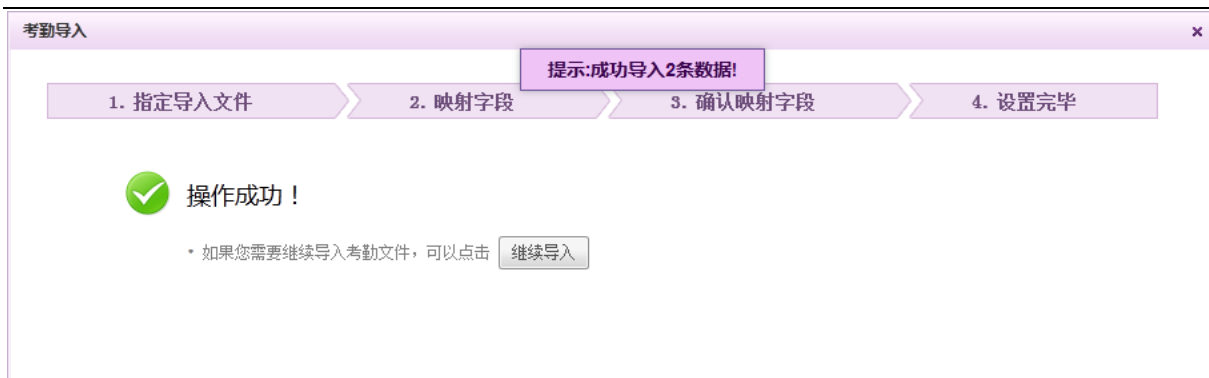 考勤导入
提示:成功导入2条数据!
1. 指定导入文件
2. 映射字段
3. 确认映射字段
4. 设置完毕
操作成功！
• 如果您需要继续导入考勤文件，可以点击 继续导入